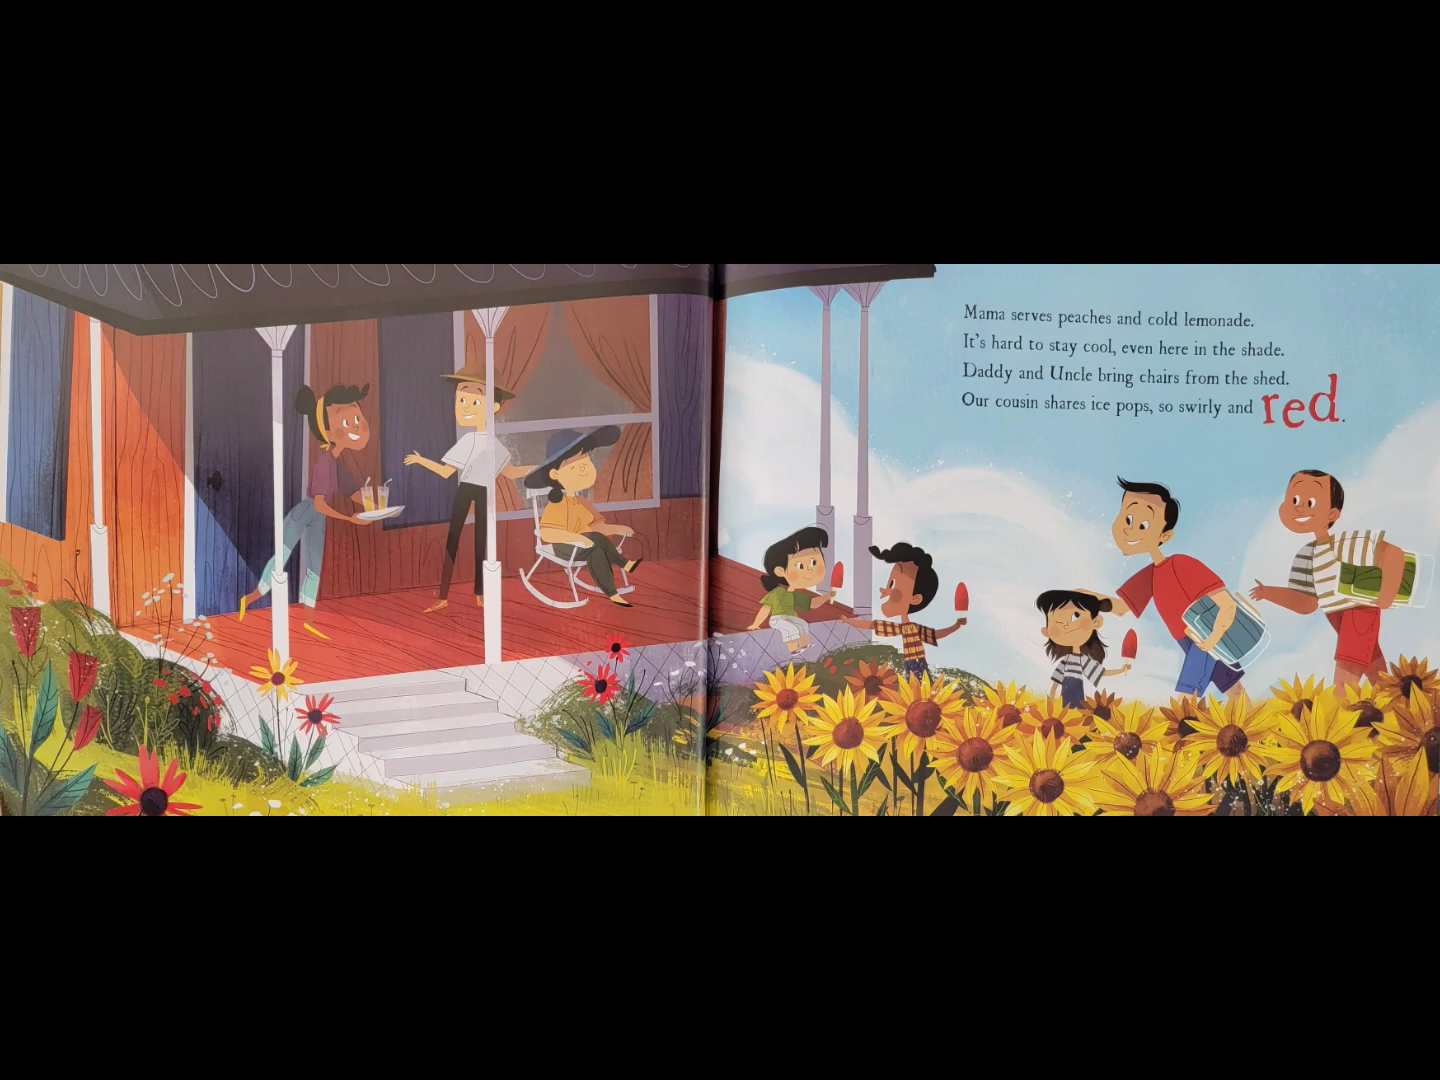 Mama serves peaches and cold lemonade.
It's hard to stay cool, even here in the shade.
Daddy and Uncle bring chairs from the shed.
Our cousin shares ice pops, so swirly and red.